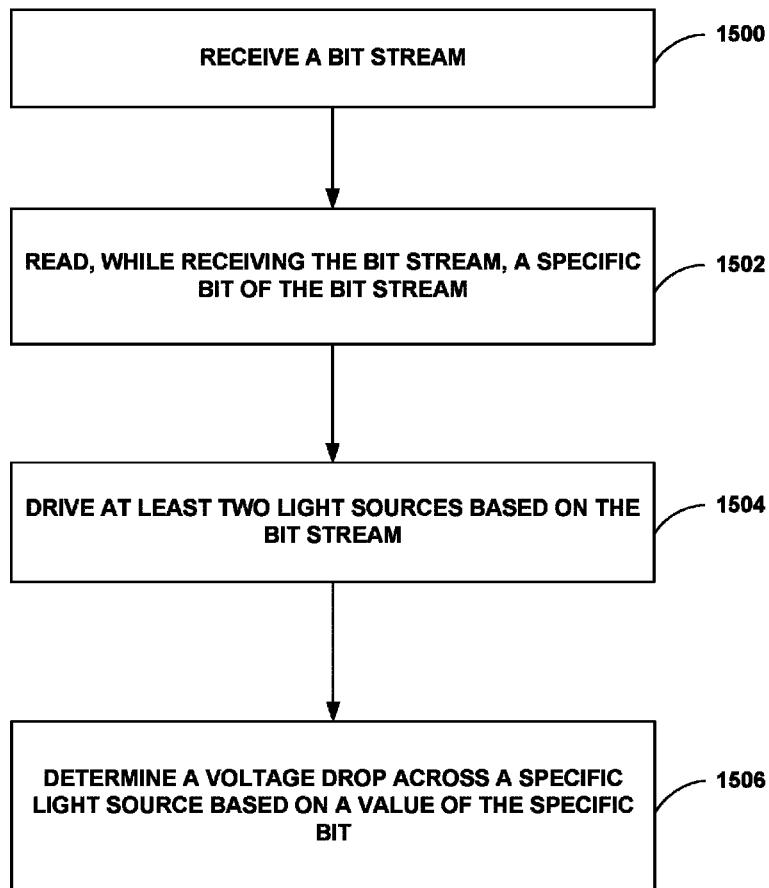 RECEIVE A BIT STREAM
1500
READ, WHILE RECEIVING THE BIT STREAM, A SPECIFIC
BIT OF THE BIT STREAM
1502
DRIVE AT LEAST TWO LIGHT SOURCES BASED ON THE
BIT STREAM
1504
DETERMINE A VOLTAGE DROP ACROSS A SPECIFIC
LIGHT SOURCE BASED ON A VALUE OF THE SPECIFIC
BIT
1506